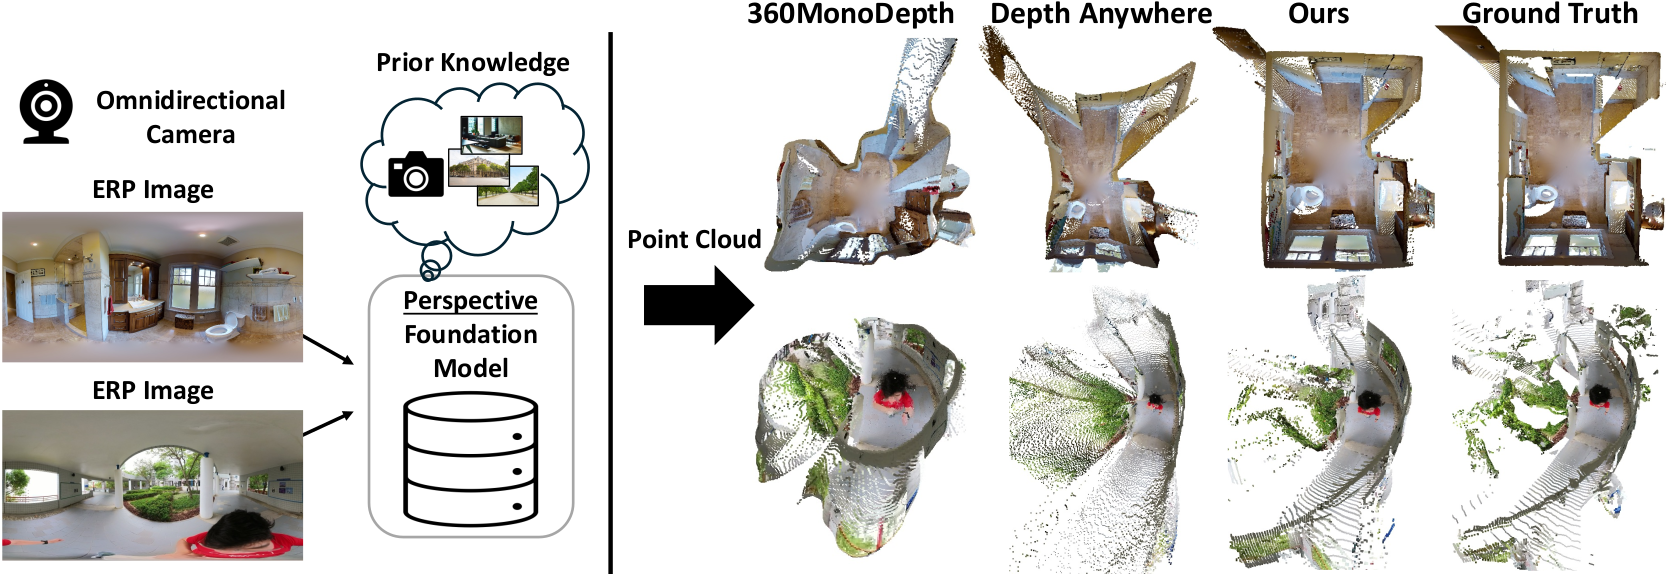 Omnidirectional
Camera
ERP Image
ERP Image
Prior Knowledge
Perspective
Foundation
Model
Point Cloud
360MonoDepth
Depth Anywhere
Ours
Ground Truth